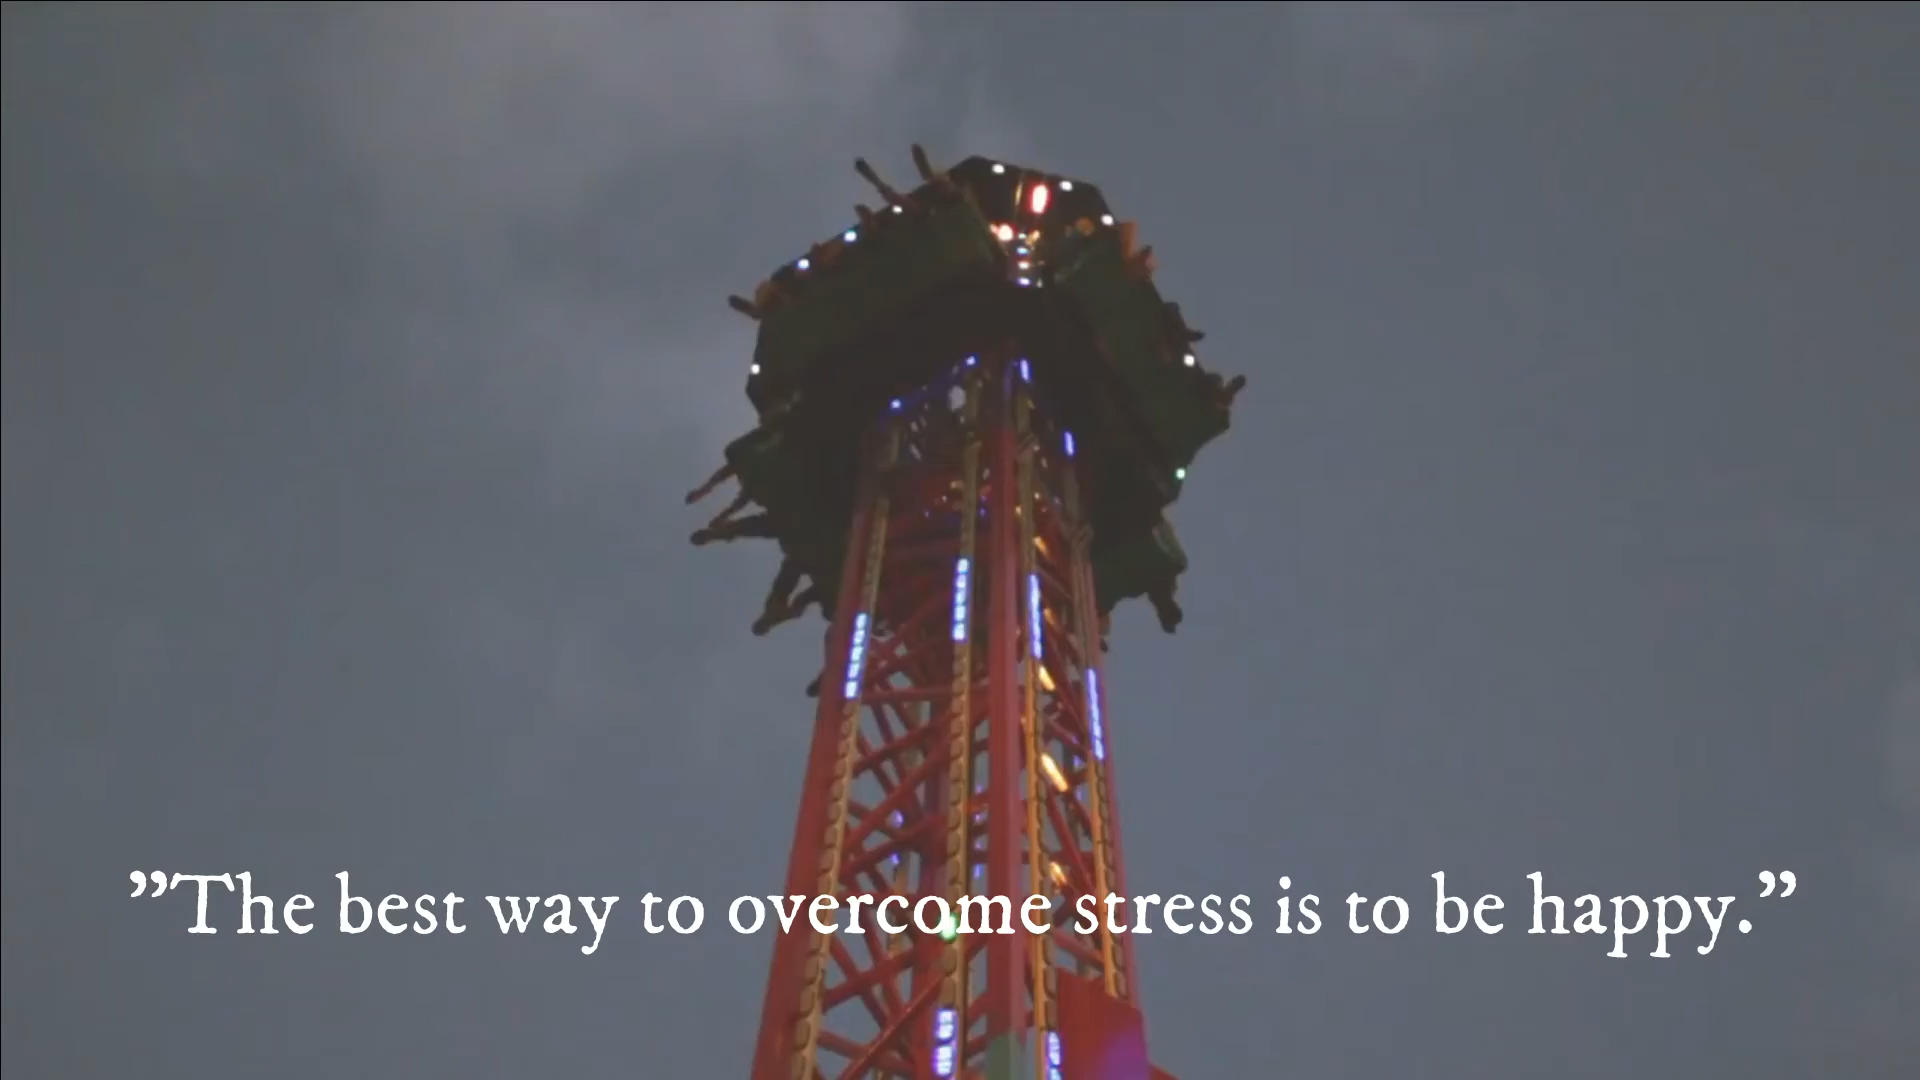 ”The best way to overcome stress is to be happy.”